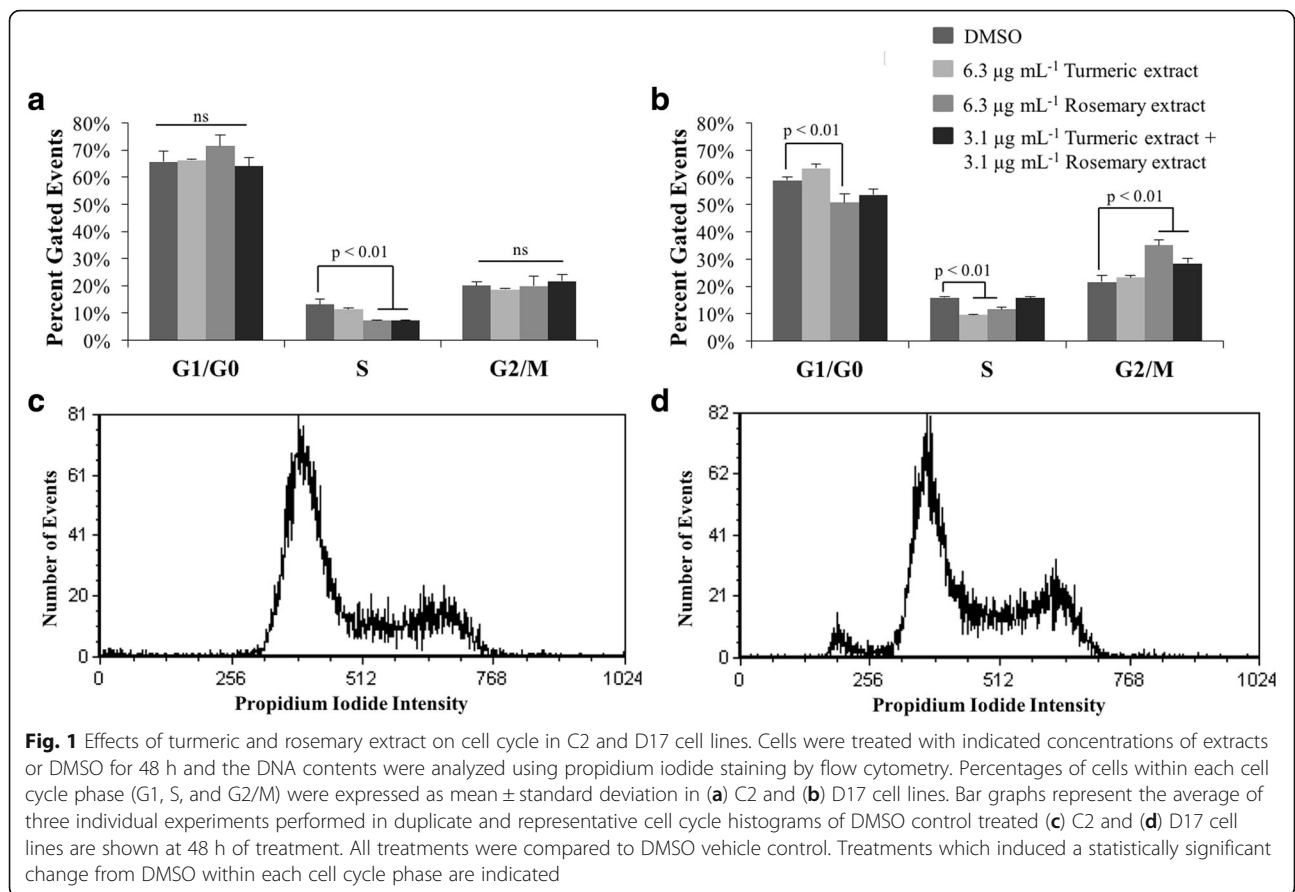 DMSO
6.3 µg mL-1 Turmeric extract
6.3 µg mL-1 Rosemary extract
3.1 µg mL-1 Turmeric extract +
3.1 µg mL-1 Rosemary extract
a
Percent Gated Events
80%
70%
60%
50%
40%
30%
20%
10%
0%
ns
p < 0.01
ns
G1/G0
S
G2/M
b
Percent Gated Events
80%
70%
60%
50%
40%
30%
20%
10%
0%
p < 0.01
p < 0.01
p < 0.01
G1/G0
S
G2/M
c
Number of Events
81
61
41
20
0
0
256
512
768
1024
Propidium Iodide Intensity
d
Number of Events
82
62
41
21
0
0
256
512
768
1024
Propidium Iodide Intensity
Fig. 1 Effects of turmeric and rosemary extract on cell cycle in C2 and D17 cell lines. Cells were treated with indicated concentrations of extracts
or DMSO for 48 h and the DNA contents were analyzed using propidium iodide staining by flow cytometry. Percentages of cells within each cell
cycle phase (G1, S, and G2/M) were expressed as mean ± standard deviation in (a) C2 and (b) D17 cell lines. Bar graphs represent the average of
three individual experiments performed in duplicate and representative cell cycle histograms of DMSO control treated (c) C2 and (d) D17 cell
lines are shown at 48 h of treatment. All treatments were compared to DMSO vehicle control. Treatments which induced a statistically significant
change from DMSO within each cell cycle phase are indicated